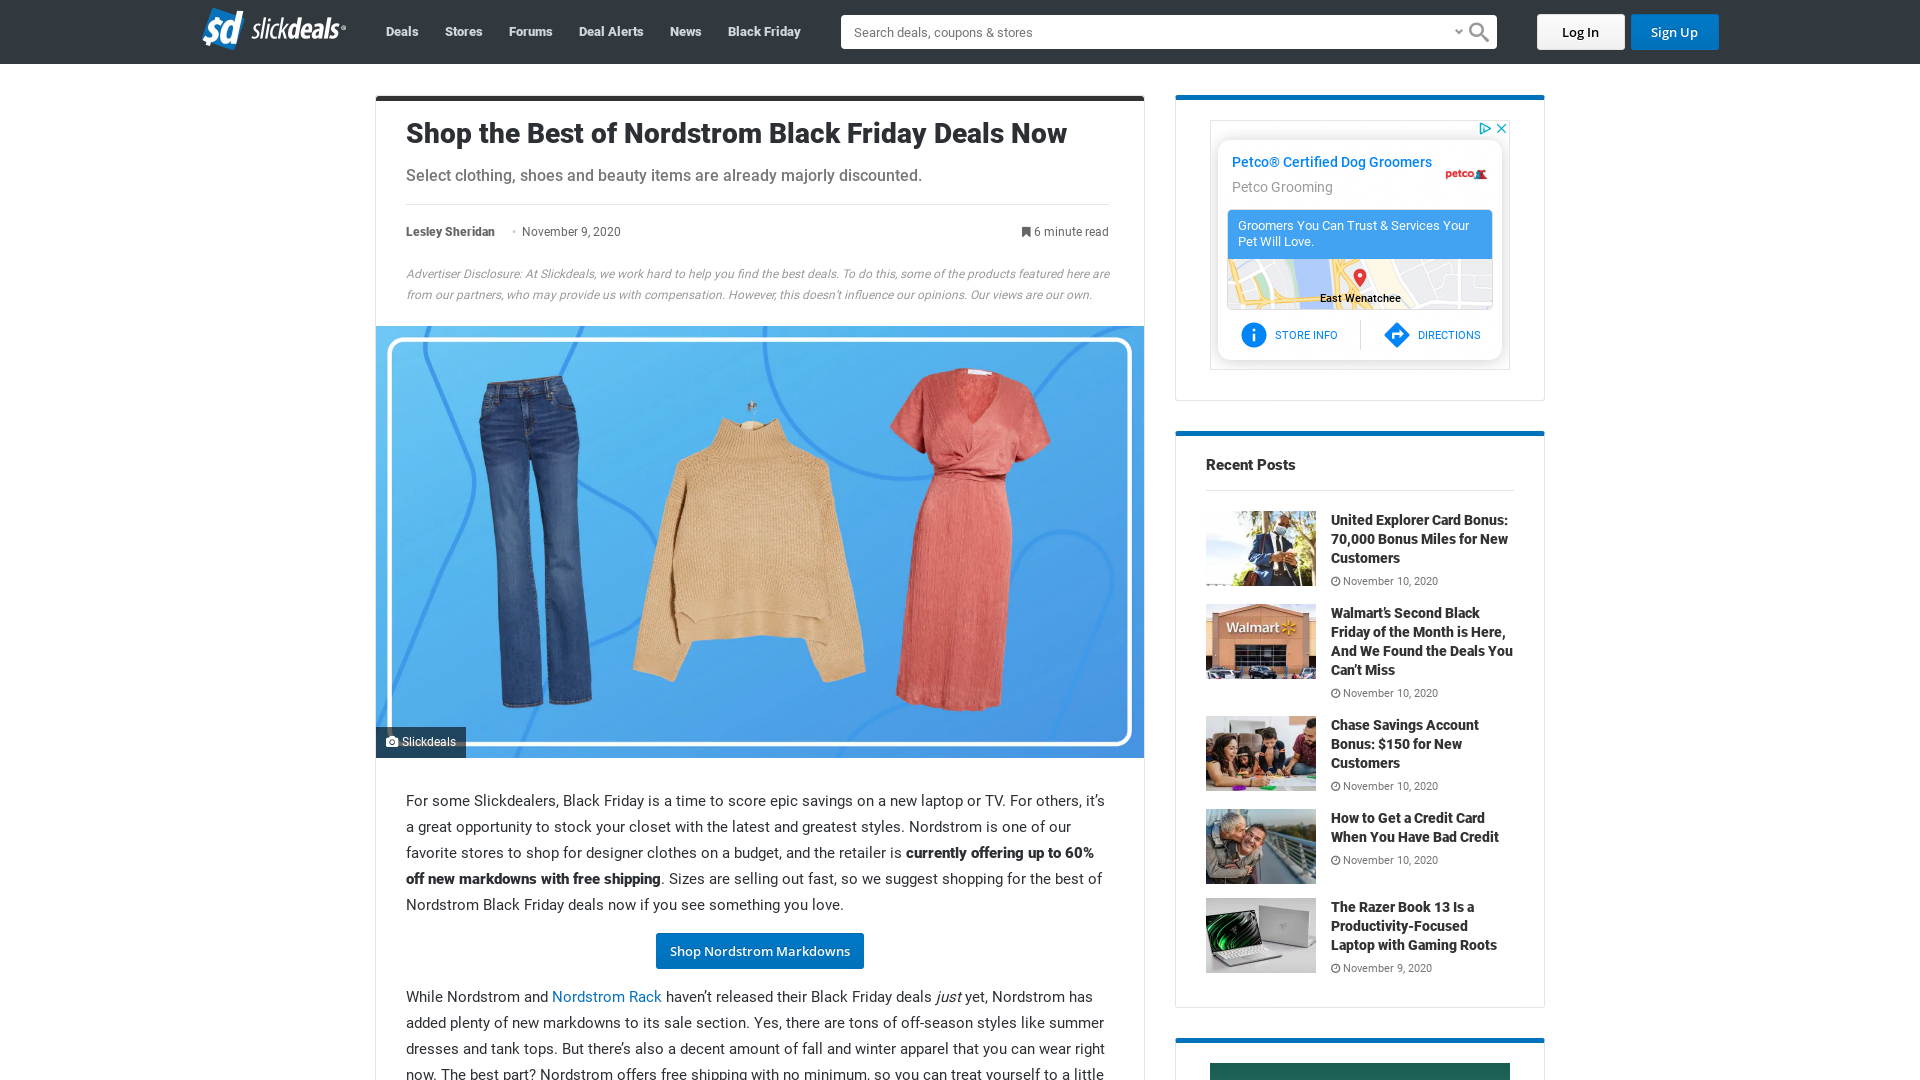 sd slickdeals®
Deals
Stores
Forums
Deal Alerts
News
Black Friday
Search deals, coupons & stores
Log In
Sign Up
Shop the Best of Nordstrom Black Friday Deals Now
Select clothing, shoes and beauty items are already majorly discounted.
Lesley Sheridan • November 9, 2020
6 minute read
Advertiser Disclosure: At Slickdeals, we work hard to help you find the best deals. To do this, some of the products featured here are
from our partners, who may provide us with compensation. However, this doesn’t influence our opinions. Our views are our own.
Slickdeals
For some Slickdealers, Black Friday is a time to score epic savings on a new laptop or TV. For others, it’s
a great opportunity to stock your closet with the latest and greatest styles. Nordstrom is one of our
favorite stores to shop for designer clothes on a budget, and the retailer is currently offering up to 60%
off new markdowns with free shipping. Sizes are selling out fast, so we suggest shopping for the best of
Nordstrom Black Friday deals now if you see something you love.
Shop Nordstrom Markdowns
While Nordstrom and Nordstrom Rack haven’t released their Black Friday deals just yet, Nordstrom has
added plenty of new markdowns to its sale section. Yes, there are tons of off-season styles like summer
dresses and tank tops. But there’s also a decent amount of fall and winter apparel that you can wear right
now. The best part? Nordstrom offers free shipping with no minimum, so you can treat yourself to a little
Petco® Certified Dog Groomers
petco
Petco Grooming
Groomers You Can Trust & Services Your
Pet Will Love.
East Wenatchee
STORE INFO
DIRECTIONS
Recent Posts
United Explorer Card Bonus:
70,000 Bonus Miles for New
Customers
November 10, 2020
Walmart
Walmart’s Second Black
Friday of the Month is Here,
And We Found the Deals You
Can’t Miss
November 10, 2020
Chase Savings Account
Bonus: $150 for New
Customers
November 10, 2020
How to Get a Credit Card
When You Have Bad Credit
November 10, 2020
The Razer Book 13 Is a
Productivity-Focused
Laptop with Gaming Roots
November 9, 2020